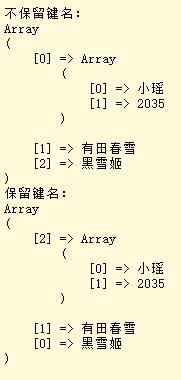 不保留键名:
Array
(
    [0] => Array
        (
            [0] => 小瑶
            [1] => 2035
        )

    [1] => 有田春雪
    [2] => 黑雪姬
)
保留键名:
Array
(
    [2] => Array
        (
            [0] => 小瑶
            [1] => 2035
        )

    [1] => 有田春雪
    [0] => 黑雪姬
)